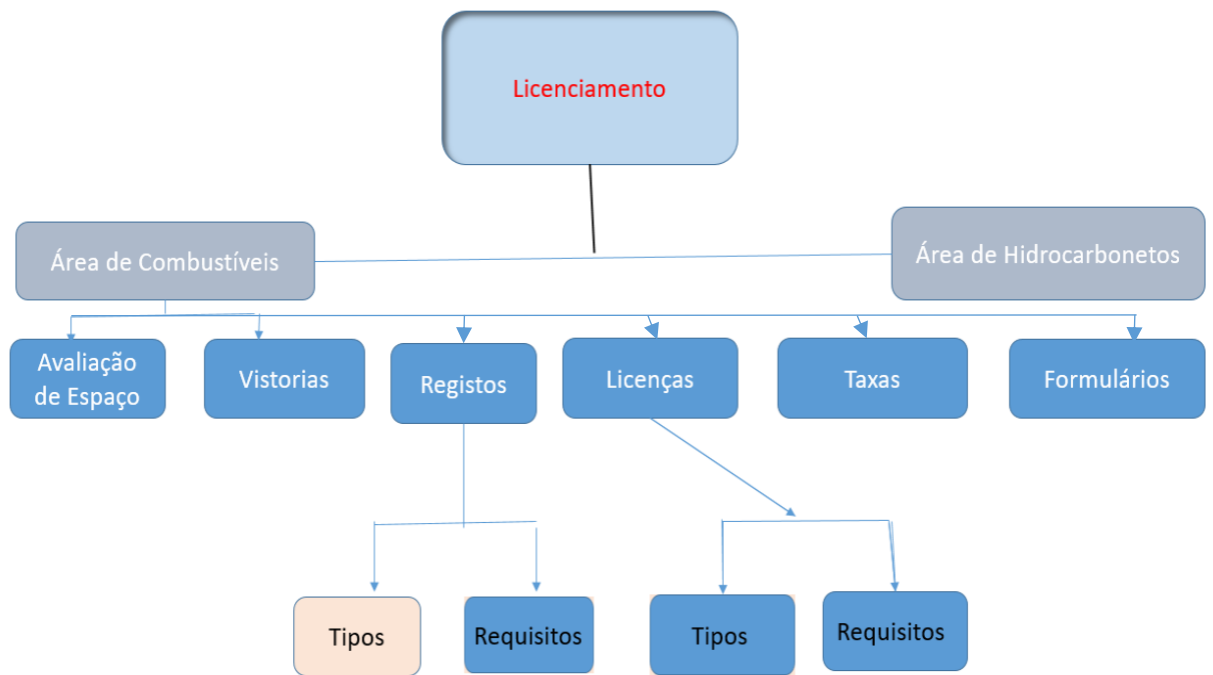 Licenciamento
Área de Combustíveis
Área de Hidrocarbonetos
Avaliação
de Espaço
Vistorias
Registos
Licenças
Taxas
Formulários
Tipos
Requisitos
Tipos
Requisitos